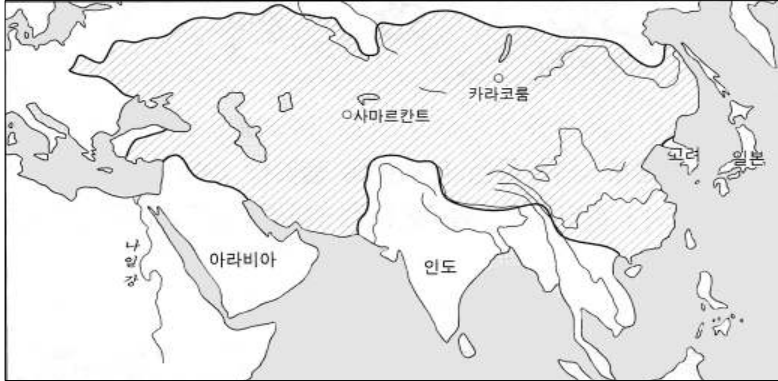 카라코룸
사마르칸트
고려
일본
아라비아
인도
나일강